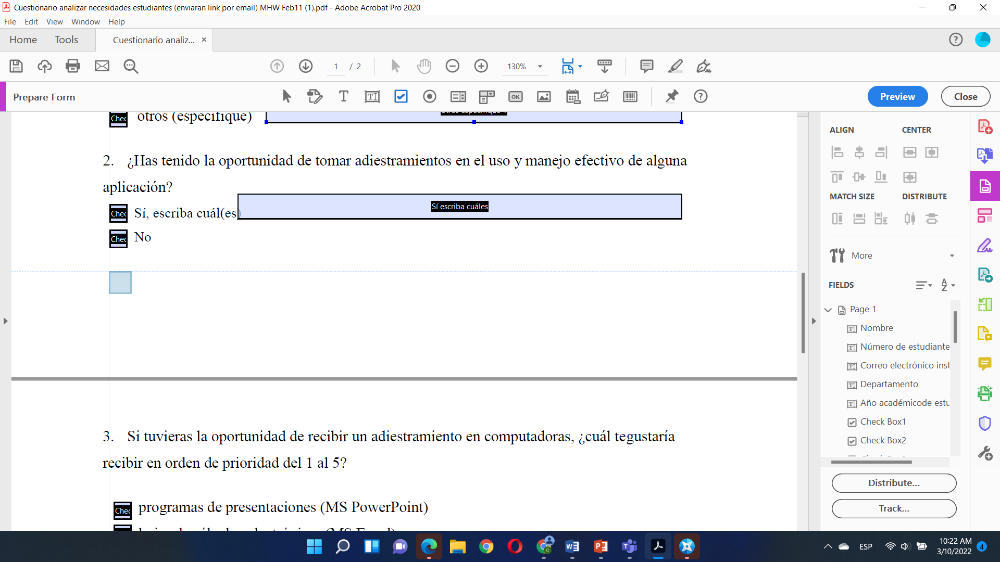 Cuestionario analizar necesidades estudiantes (enviaran link por email) MHW Feb11 (1).pdf - Adobe Acrobat Pro 2020
File Edit View Window Help
Home Tools Cuestionario analiz... ×
1 / 2 130%
Prepare Form
OK
Preview Close
otros (especifique)
2. ¿Has tenido la oportunidad de tomar adiestramientos en el uso y manejo efectivo de alguna
aplicación?
Chec Sí, escriba cuál(es)
Sí escriba cuáles
Chec No
3. Si tuvieras la oportunidad de recibir un adiestramiento en computadoras, ¿cuál tegustaría
recibir en orden de prioridad del 1 al 5?
Chec programas de presentaciones (MS PowerPoint)
ALIGN CENTER
MATCH SIZE DISTRIBUTE
More
FIELDS
Page 1
Nombre
Número de estudiante
Correo electrónico inst
Departamento
Año académicode estu
Check Box1
Check Box2
Distribute...
Track...
ESP
10:22 AM
3/10/2022
4